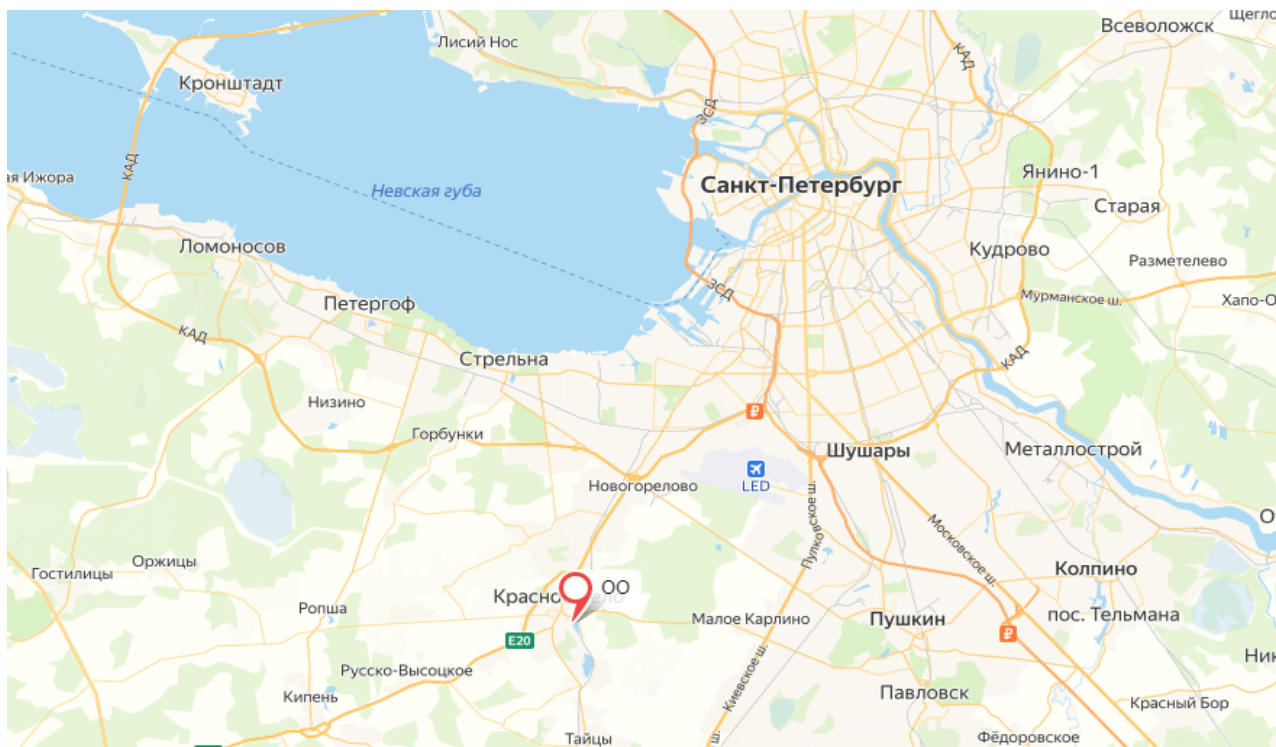 Всеволожск
Лисий Нос
КАД
Кронштадт
ЗСД
КАД
Янино-1
Санкт-Петербург
Невская губа
Старая
Ломоносов
Кудрово
Разметелево
ЗСД
Мурманское ш.
Петергоф
КАД
Стрельна
КАД
Низино
₽
Горбунки
Шушары
Металлострой
LED
Новогорелово
Пулковское ш.
Московское ш.
Оржицы
Гостилицы
Колпино
ОО
Ропша
Малое Карлино
Пушкин
пос. Тельмана
₽
E20
Русско-Высоцкое
Киевское ш.
Кипень
Павловск
Красный Бор
Тайцы
Фёдоровское